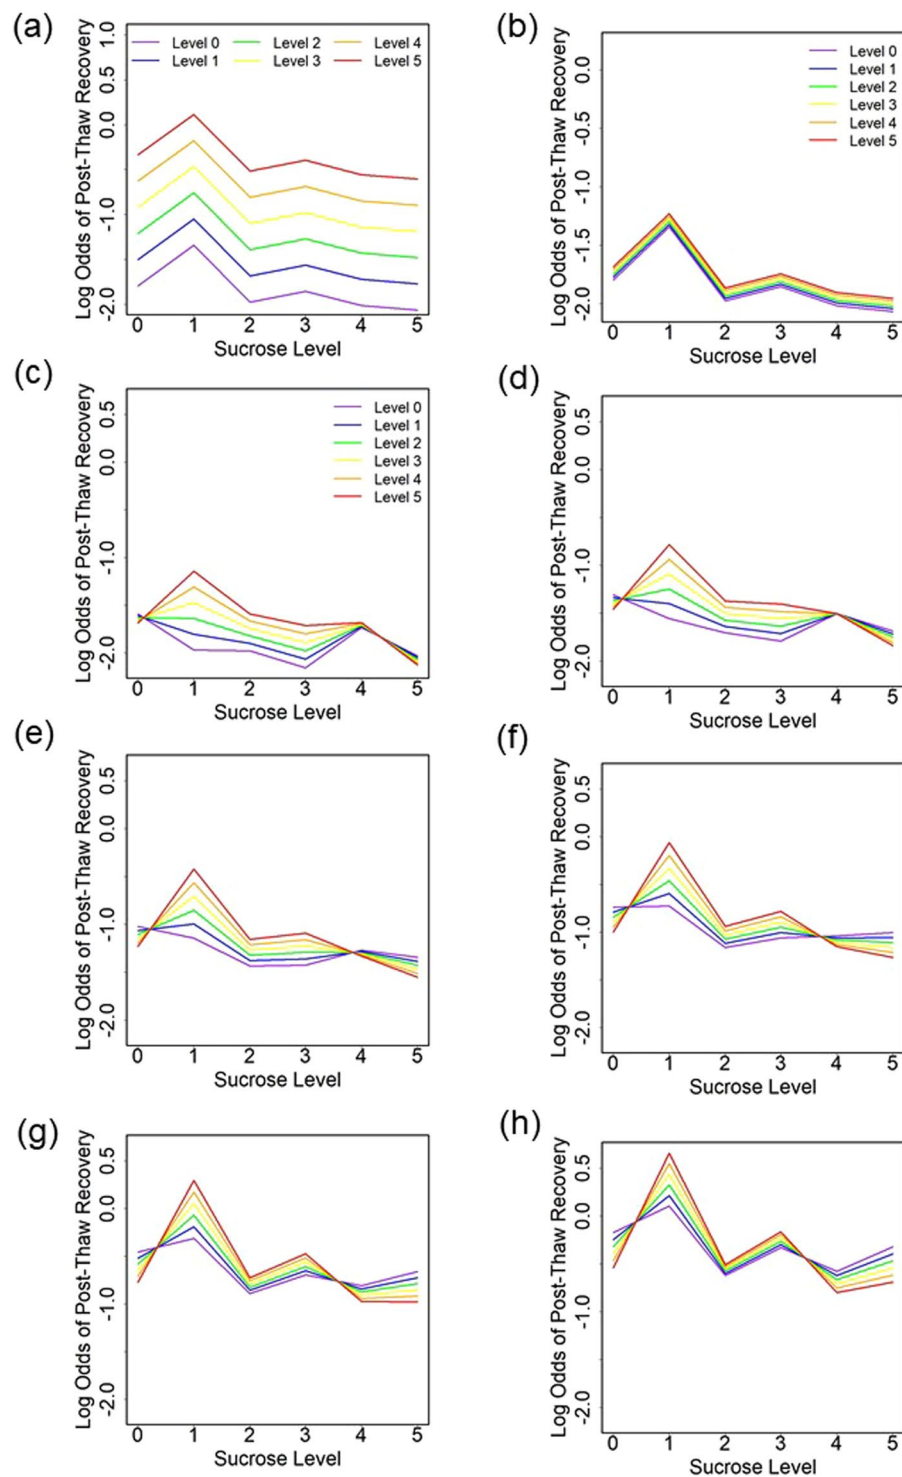 (a)
Log Odds of Post-Thaw Recovery
1.0
0.5
0.0
-1.0
-2.0
Level 0 Level 2 Level 4
Level 1 Level 3 Level 5
0 1 2 3 4 5
Sucrose Level
(b)
Log Odds of Post-Thaw Recovery
0.0
-0.5
-1.0
-1.5
-2.0
Level 0
Level 1
Level 2
Level 3
Level 4
Level 5
0 1 2 3 4 5
Sucrose Level
(c)
Log Odds of Post-Thaw Recovery
0.5
0.0
-1.0
-2.0
Level 0
Level 1
Level 2
Level 3
Level 4
Level 5
0 1 2 3 4 5
Sucrose Level
(d)
Log Odds of Post-Thaw Recovery
0.5
0.0
-1.0
-2.0
0 1 2 3 4 5
Sucrose Level
(e)
Log Odds of Post-Thaw Recovery
0.5
0.0
-1.0
-2.0
0 1 2 3 4 5
Sucrose Level
(f)
Log Odds of Post-Thaw Recovery
0.5
0.0
-1.0
-2.0
0 1 2 3 4 5
Sucrose Level
(g)
Log Odds of Post-Thaw Recovery
0.5
0.0
-1.0
-2.0
0 1 2 3 4 5
Sucrose Level
(h)
Log Odds of Post-Thaw Recovery
0.5
0.0
-1.0
-2.0
0 1 2 3 4 5
Sucrose Level